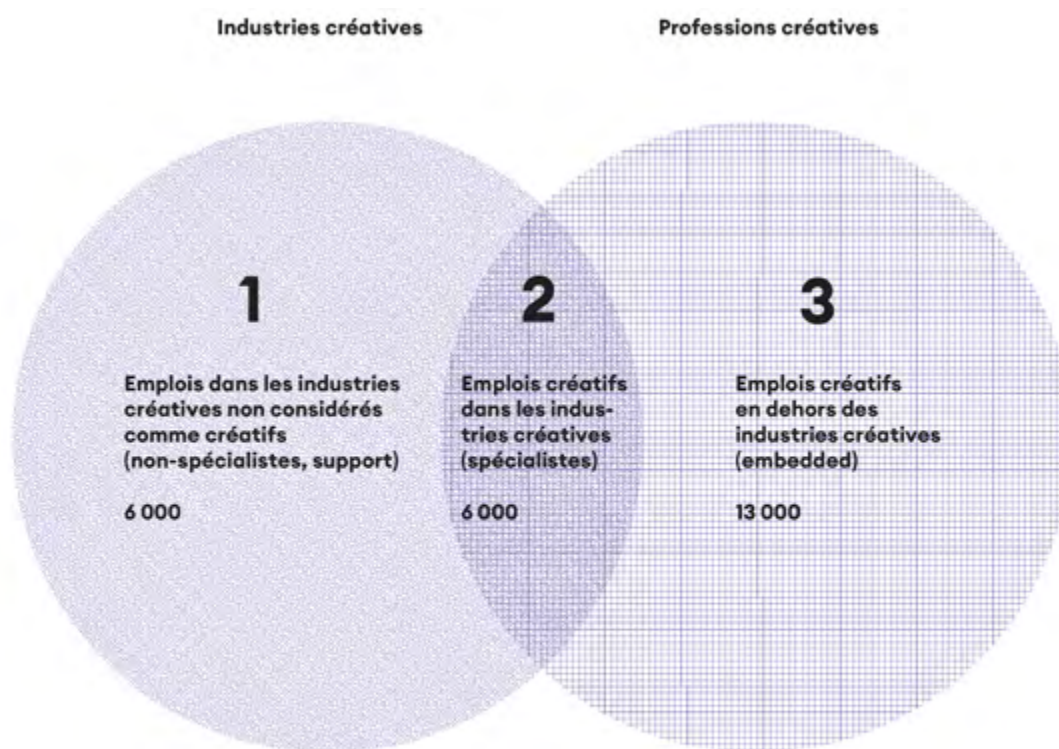 Industries créatives
Professions créatives
1
Emplois dans les industries
créatives non considérés
comme créatifs
(non-spécialistes, support)
6 000
2
Emplois créatifs
dans les indus-
tries créatives
(spécialistes)
6 000
3
Emplois créatifs
en dehors des
industries créatives
(embedded)
13 000